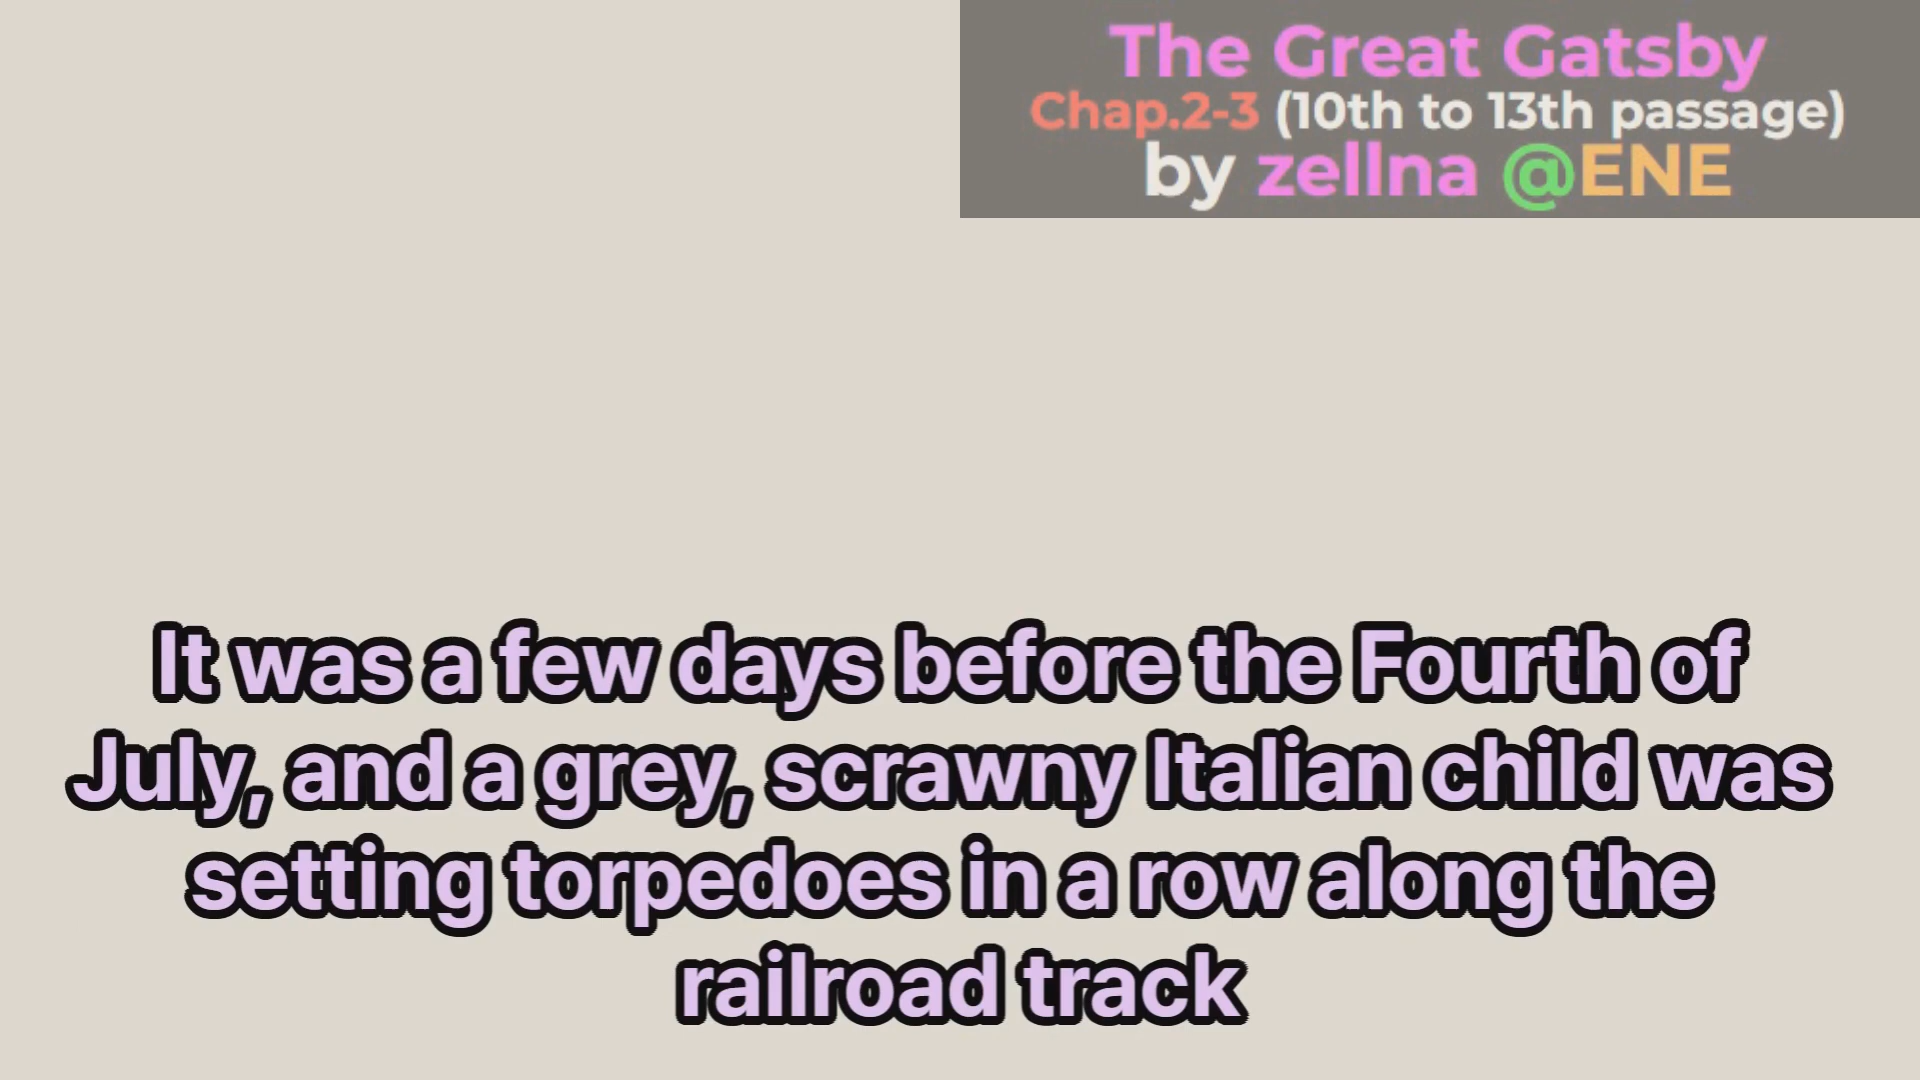 The Great Gatsby
Chap.2-3 (10th to 13th passage)
by zellna @ENE
It was a few days before the Fourth of
July, and a grey, scrawny Italian child was
setting torpedoes in a row along the
railroad track